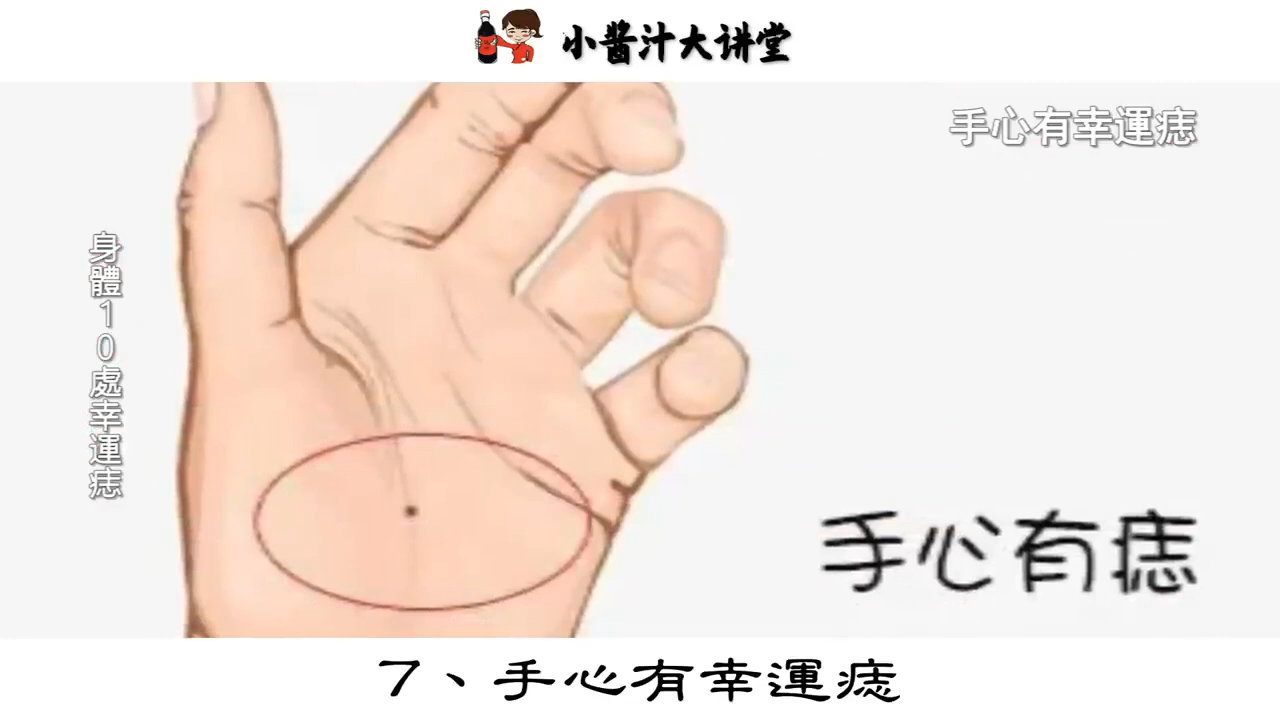 小酱汁大讲堂
手心有幸運痣
身體10處幸運痣
手心有痣
7、手心有幸運痣